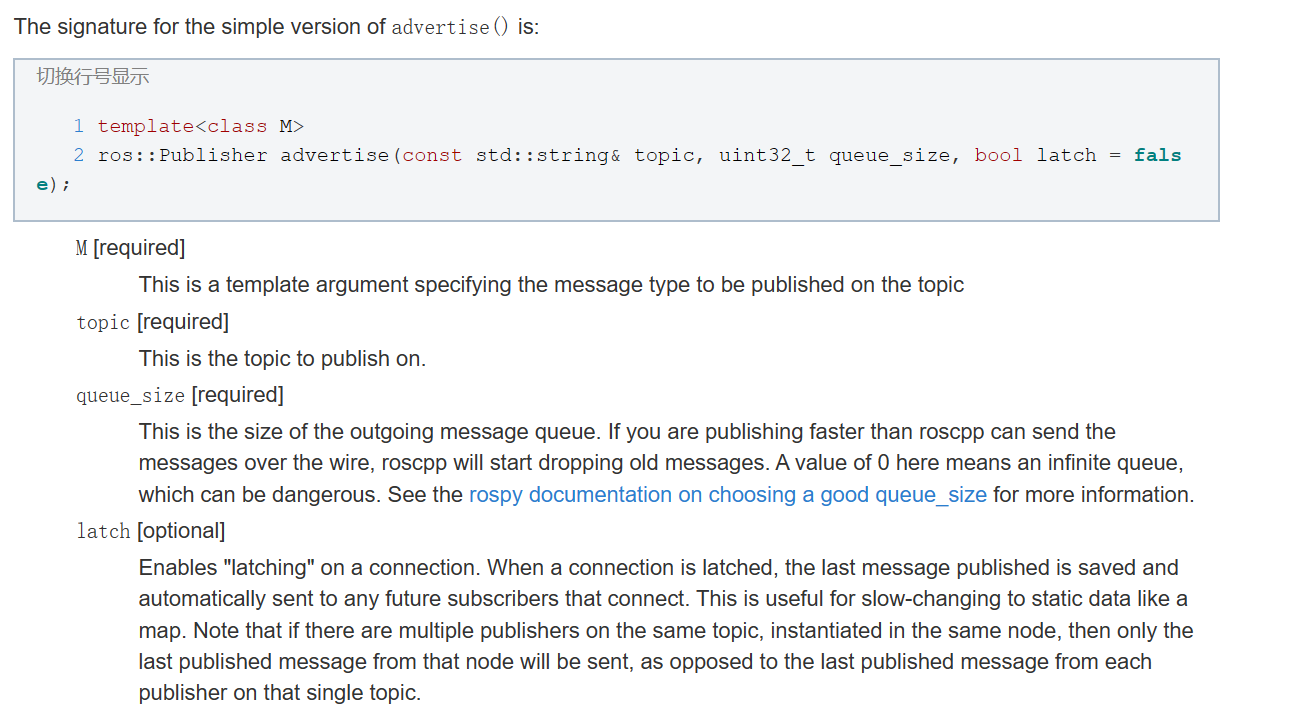 The signature for the simple version of advertise() is:
切换行号显示
1 template<class M>
2 ros::Publisher advertise(const std::string& topic, uint32_t queue_size, bool latch = fals
e);
M [required]
This is a template argument specifying the message type to be published on the topic
topic [required]
This is the topic to publish on.
queue_size [required]
This is the size of the outgoing message queue. If you are publishing faster than roscpp can send the
messages over the wire, roscpp will start dropping old messages. A value of 0 here means an infinite queue,
which can be dangerous. See the rospy documentation on choosing a good queue_size for more information.
latch [optional]
Enables "latching" on a connection. When a connection is latched, the last message published is saved and
automatically sent to any future subscribers that connect. This is useful for slow-changing to static data like a
map. Note that if there are multiple publishers on the same topic, instantiated in the same node, then only the
last published message from that node will be sent, as opposed to the last published message from each
publisher on that single topic.